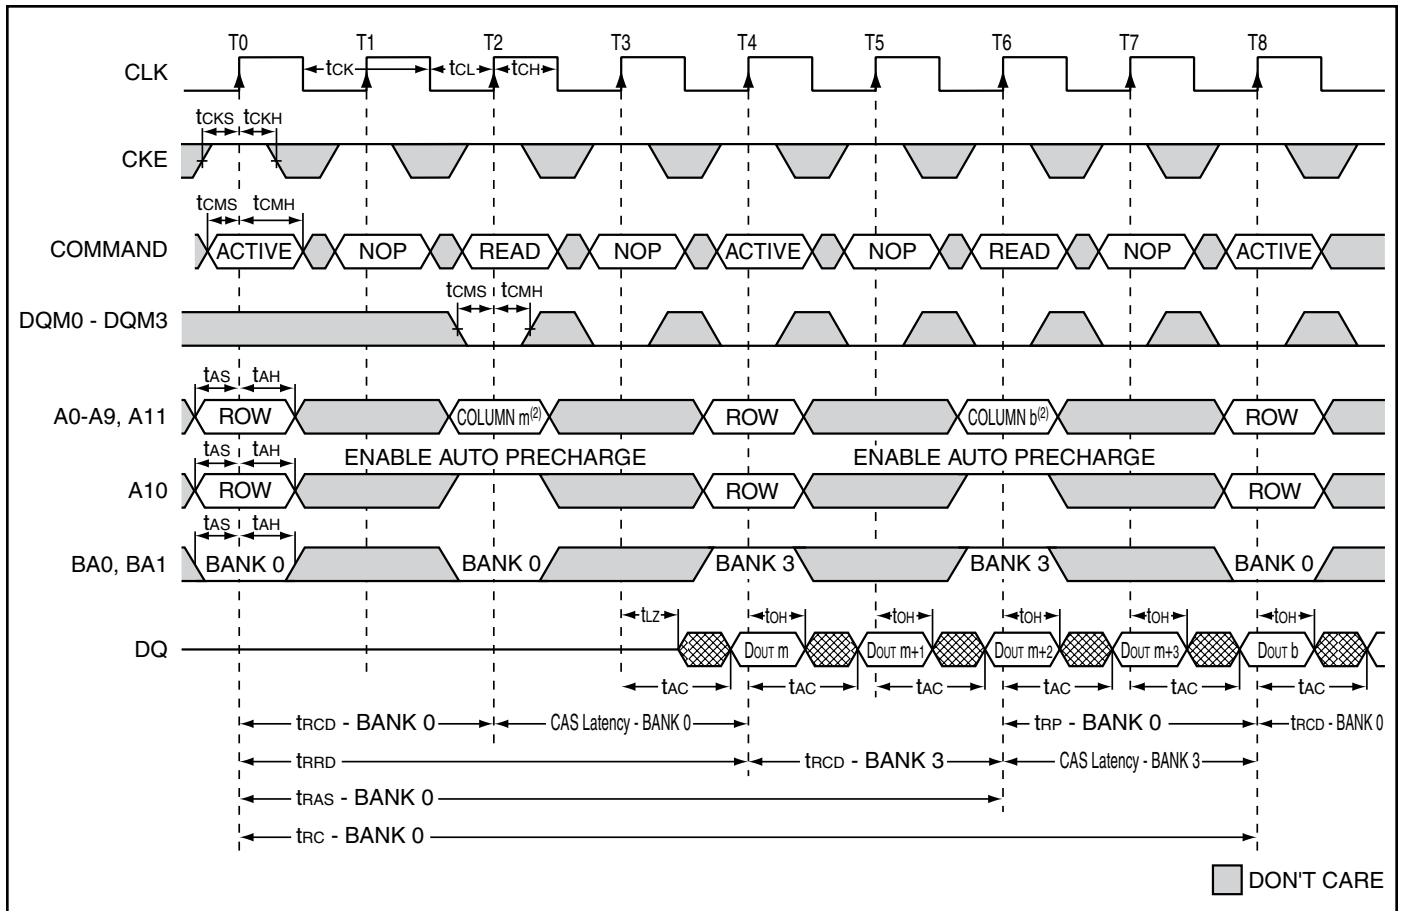 T0 T1 T2 T3 T4 T5 T6 T7 T8
CLK
tCK tCL tCH
tCKS tCKH
CKE
tCMS tCMH
COMMAND ACTIVE NOP READ NOP ACTIVE NOP READ NOP ACTIVE
tCMS tCMH
DQM0 - DQM3
tAS tAH
A0-A9, A11 ROW COLUMN m(2) ROW COLUMN b(2) ROW
tAS tAH ENABLE AUTO PRECHARGE ENABLE AUTO PRECHARGE
A10 ROW ROW ROW
tAS tAH
BA0, BA1 BANK 0 BANK 0 BANK 3 BANK 3 BANK 0
tLZ tOH tOH tOH tOH tOH
DQ DOUT m DOUT m+1 DOUT m+2 DOUT m+3 DOUT b
tAC tAC tAC tAC tAC tAC
tRCD - BANK 0 CAS Latency - BANK 0 tRP - BANK 0 tRCD - BANK 0
tRRD tRCD - BANK 3 CAS Latency - BANK 3
tRAS - BANK 0
tRC - BANK 0
DON'T CARE